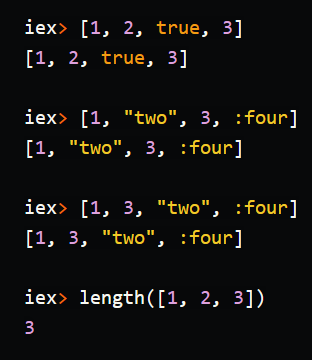 iex> [1, 2, true, 3]
[1, 2, true, 3]
iex> [1, "two", 3, :four]
[1, "two", 3, :four]
iex> [1, 3, "two", :four]
[1, 3, "two", :four]
iex> length([1, 2, 3])
3